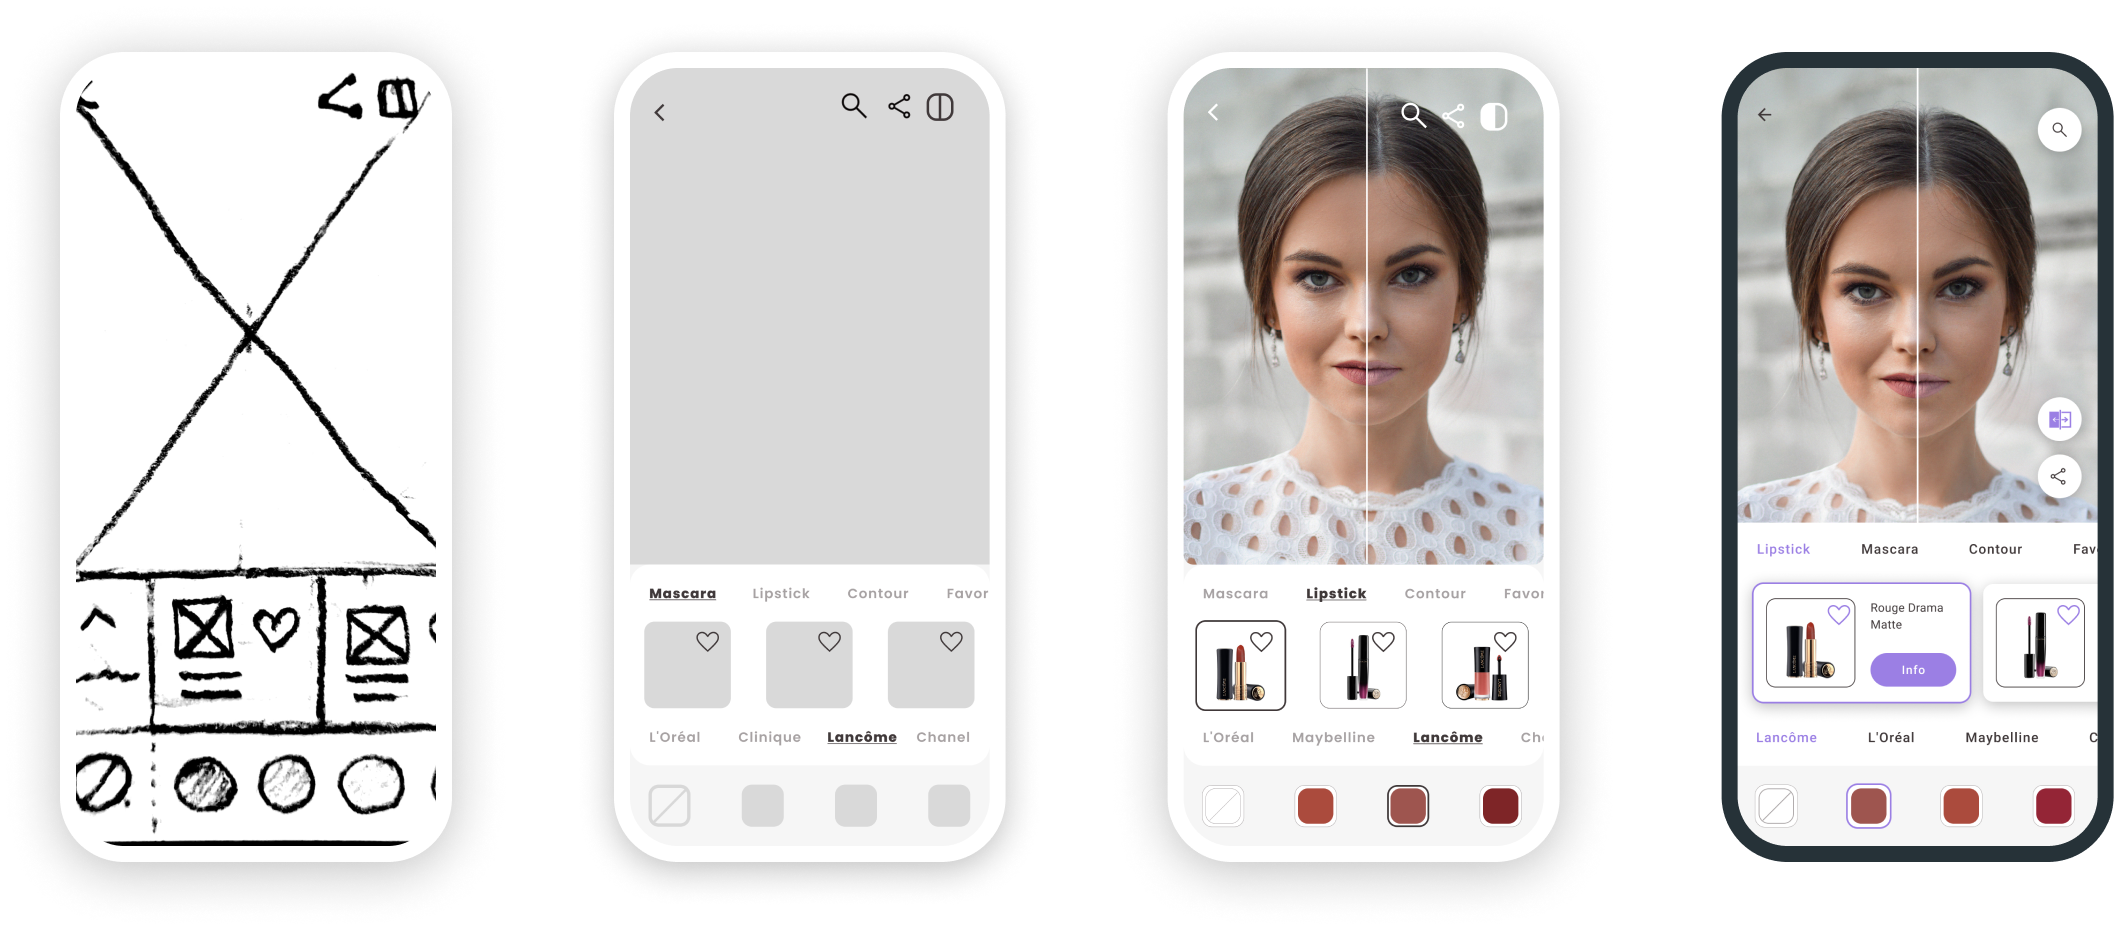 Mascara Lipstick Contour Favor
L'Oréal Clinique Lancôme Chanel
Mascara Lipstick Contour Favor
L'Oréal Maybelline Lancôme Ch
Lipstick Mascara Contour Fav
Rouge Drama
Matte
Info
Lancôme L'Oréal Maybelline C